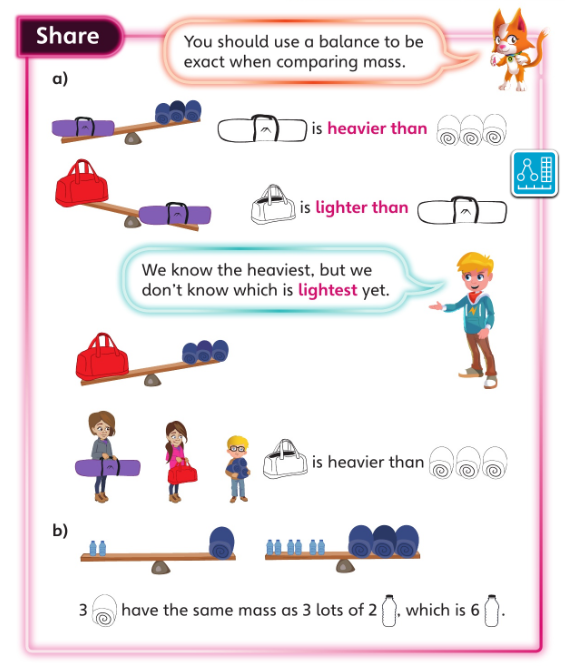 Share
You should use a balance to be
exact when comparing mass.
a)
is heavier than
is lighter than
We know the heaviest, but we
don't know which is lightest yet.
is heavier than
b)
3 have the same mass as 3 lots of 2 , which is 6 .